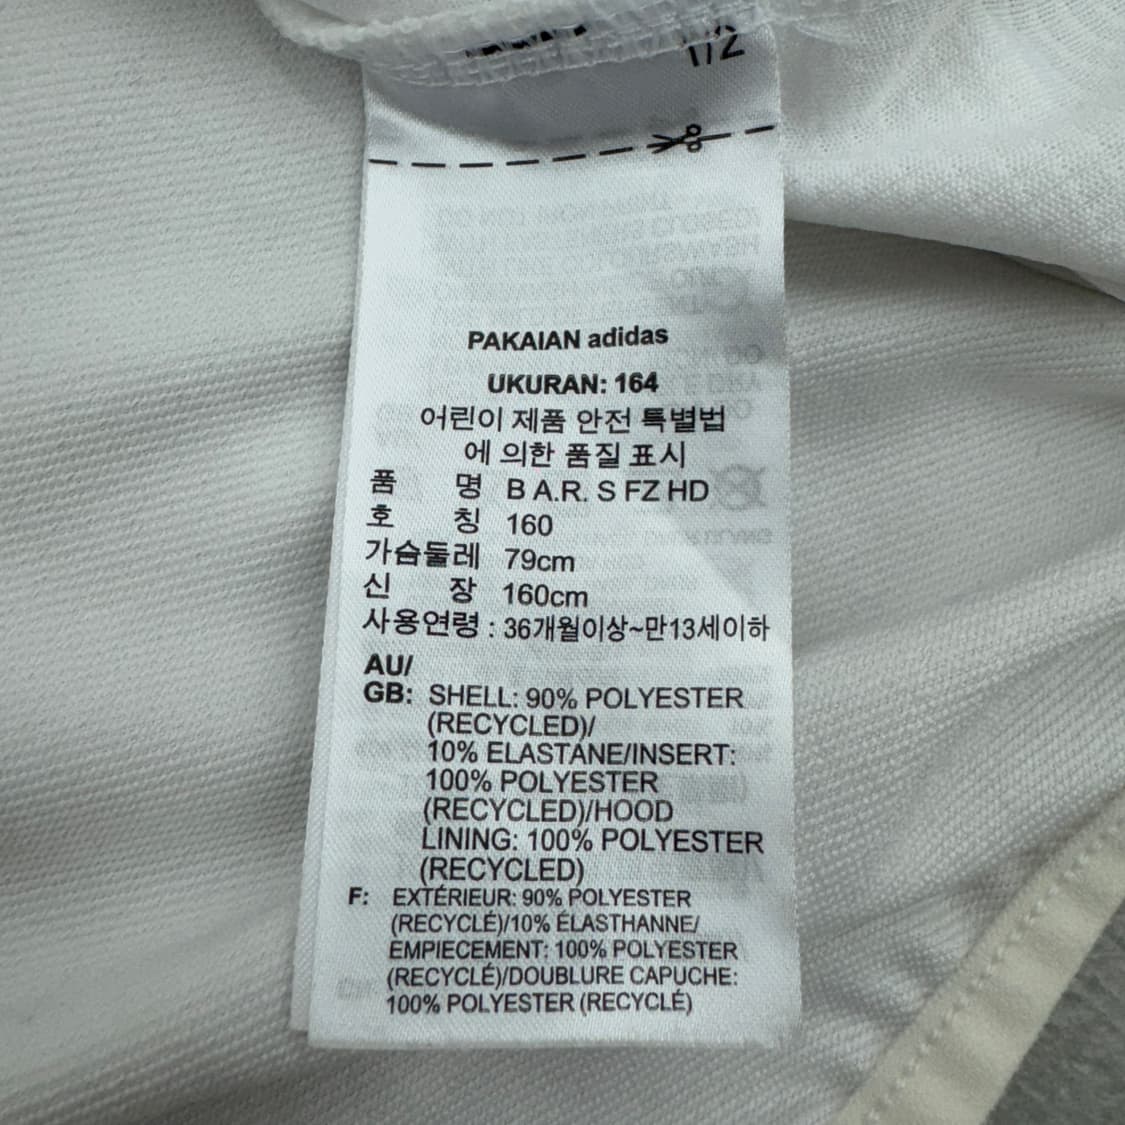 1/2
PAKAIAN adidas
UKURAN: 164
어린이 제품 안전 특별법
에 의한 품질 표시
품 명 B A.R. S FZ HD
호 칭 160
가슴둘레 79cm
신 장 160cm
사용연령 : 36개월이상~만13세이하
AU/
GB: SHELL: 90% POLYESTER
(RECYCLED)/
10% ELASTANE/INSERT:
100% POLYESTER
(RECYCLED)/HOOD
LINING: 100% POLYESTER
(RECYCLED)
F: EXTÉRIEUR: 90% POLYESTER
(RECYCLÉ)/10% ÉLASTHANNE/
EMPIECEMENT: 100% POLYESTER
(RECYCLÉ)/DOUBLURE CAPUCHE:
100% POLYESTER (RECYCLÉ)